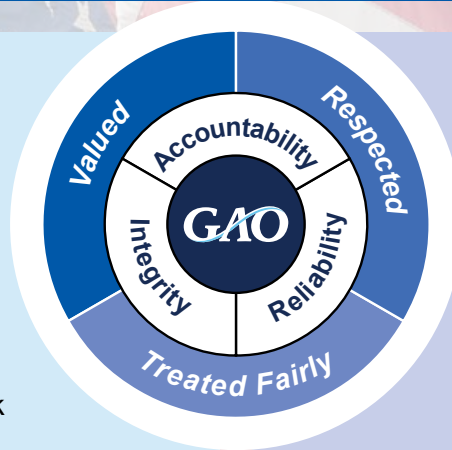 Valued
Respected
Accountability
GAO
Integrity
Reliability
Treated Fairly
k